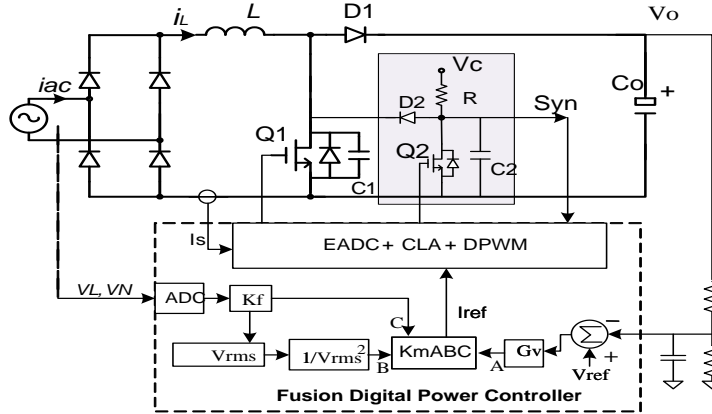 iL
L
D1
Vo
iac
Vc
R
D2
Syn
Co
+
Q1
Q2
C1
C2
Is
EADC+ CLA+ DPWM
VL, VN
ADC
Kf
Iref
C
Vrms
1/Vrms²
B
KmABC
A
Gv
Σ
−
+
Vref
Fusion Digital Power Controller